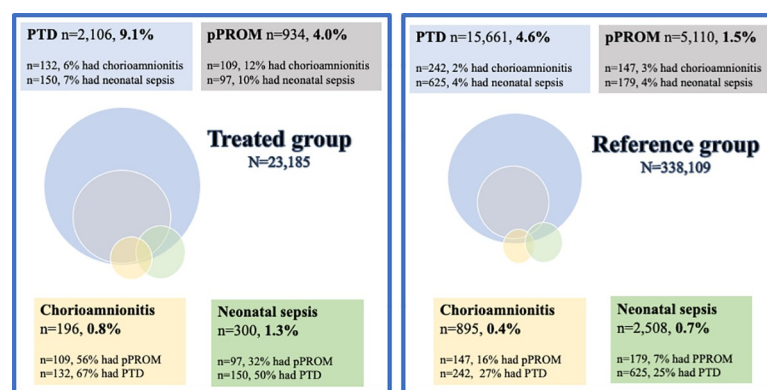 PTD n=2,106, 9.1%
n=132, 6% had chorioamnionitis
n=150, 7% had neonatal sepsis
pPROM n=934, 4.0%
n=109, 12% had chorioamnionitis
n=97, 10% had neonatal sepsis
Treated group
N=23,185
Chorioamnionitis
n=196, 0.8%
n=109, 56% had pPROM
n=132, 67% had PTD
Neonatal sepsis
n=300, 1.3%
n=97, 32% had pPROM
n=150, 50% had PTD
PTD n=15,661, 4.6%
n=242, 2% had chorioamnionitis
n=625, 4% had neonatal sepsis
pPROM n=5,110, 1.5%
n=147, 3% had chorioamnionitis
n=179, 4% had neonatal sepsis
Reference group
N=338,109
Chorioamnionitis
n=895, 0.4%
n=147, 16% had pPROM
n=242, 27% had PTD
Neonatal sepsis
n=2,508, 0.7%
n=179, 7% had PPROM
n=625, 25% had PTD